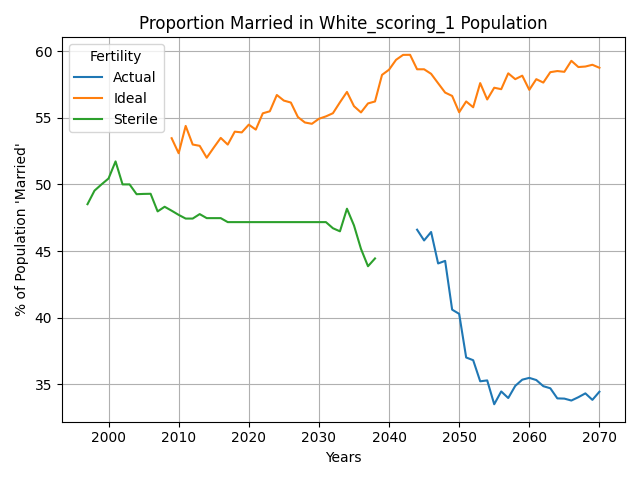 Proportion Married in White_scoring_1 Population
Fertility
Actual
Ideal
Sterile
% of Population 'Married'
60
55
50
45
40
35
2000 2010 2020 2030 2040 2050 2060 2070
Years